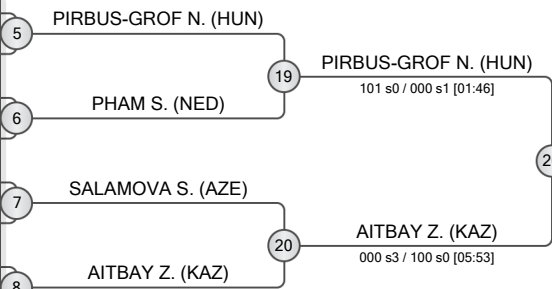 PIRBUS-GROF N. (HUN)
5
19
PIRBUS-GROF N. (HUN)
101 s0 / 000 s1 [01:46]
PHAM S. (NED)
6
SALAMOVA S. (AZE)
7
20
AITBAY Z. (KAZ)
000 s3 / 100 s0 [05:53]
AITBAY Z. (KAZ)
8